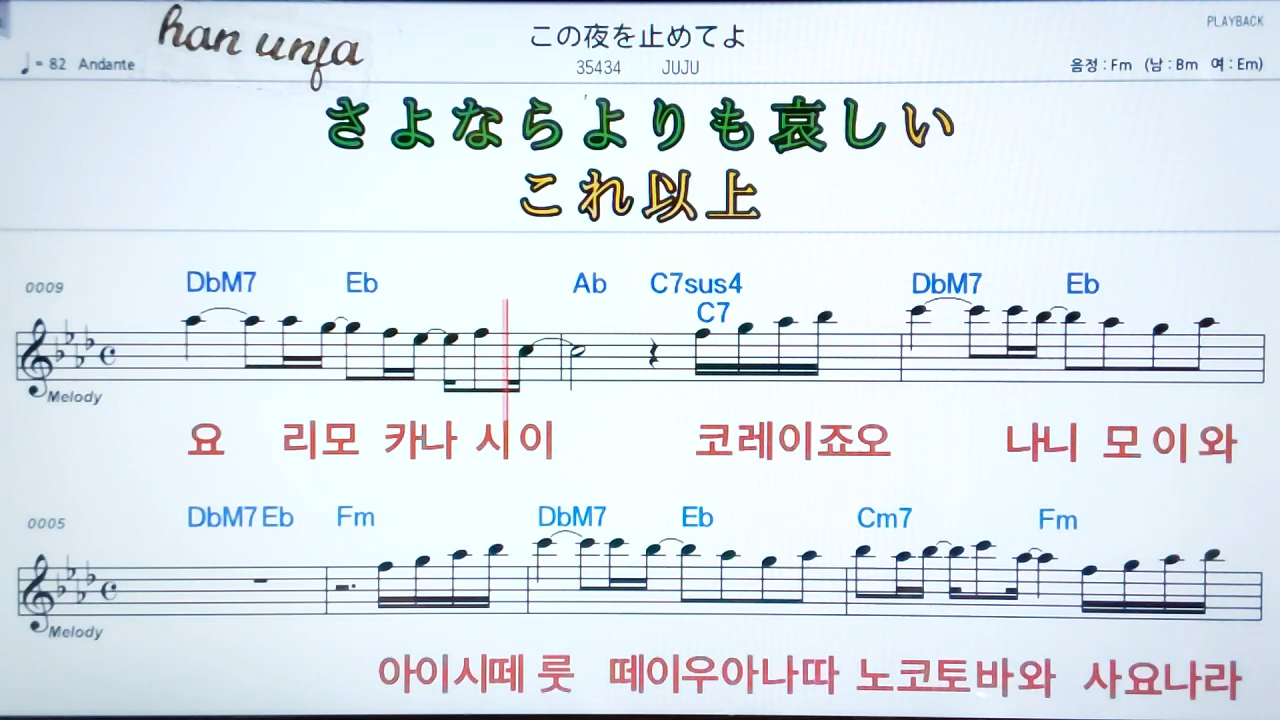 han unfa
この夜を止めてよ
PLAYBACK
♩= 82 Andante
35434 JUJU
음정 : Fm (남 : Bm 여 : Em)
さよならよりも哀しい
これ以上
0009
DbM7 Eb Ab C7sus4 DbM7 Eb
C7
Melody
요 리모 카나 시이 코레이죠오 나니 모이와
0005
DbM7 Eb Fm DbM7 Eb Cm7 Fm
Melody
아이시떼 룻 떼이우아나따 노코토바와 사요나라